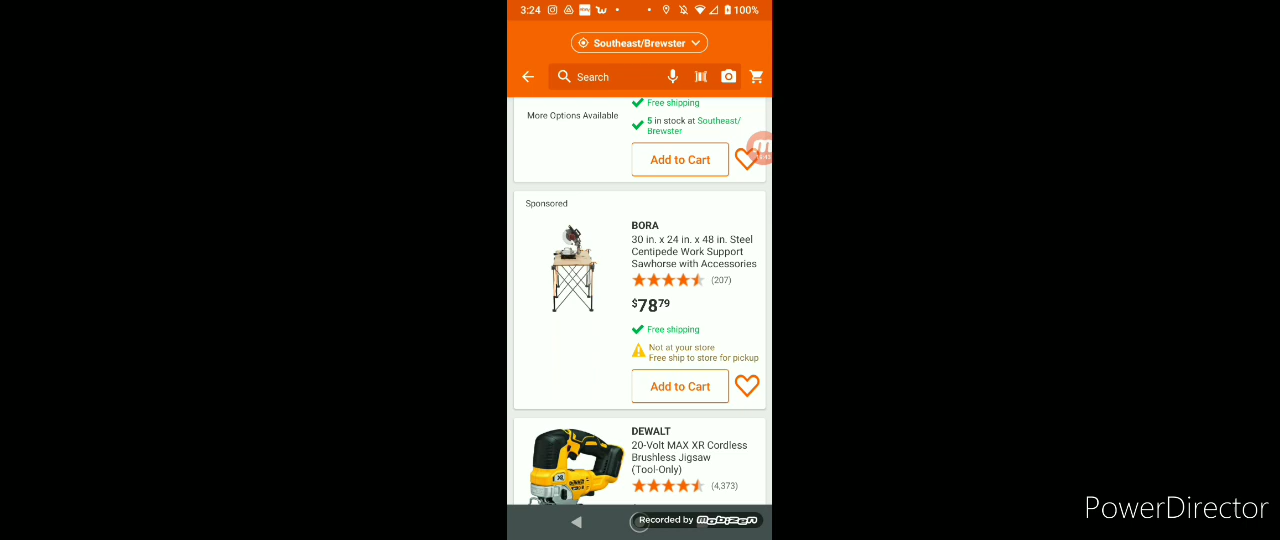 3:24
100%
Southeast/Brewster
Search
Free shipping
More Options Available
5 in stock at Southeast/
Brewster
Add to Cart
Sponsored
BORA
30 in. x 24 in. x 48 in. Steel
Centipede Work Support
Sawhorse with Accessories
(207)
$78 79
Free shipping
Not at your store
Free ship to store for pickup
Add to Cart
DEWALT
20-Volt MAX XR Cordless
Brushless Jigsaw
(Tool-Only)
(4,373)
Recorded by mobizen
PowerDirector